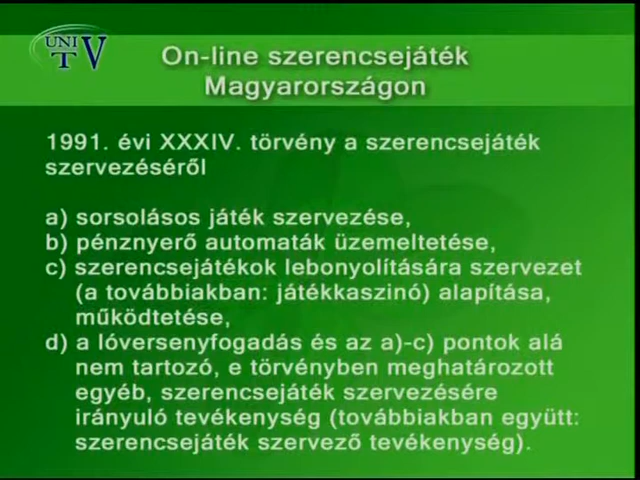 UNI
TV
On-line szerencsejáték
Magyarországon
1991. évi XXXIV. törvény a szerencsejáték
szervezéséről
a) sorsolásos játék szervezése,
b) pénznyerő automaták üzemeltetése,
c) szerencsejátékok lebonyolítására szervezet
(a továbbiakban: játékkaszinó) alapítása,
működtetése,
d) a lóversenyfogadás és az a)-c) pontok alá
nem tartozó, e törvényben meghatározott
egyéb, szerencsejáték szervezésére
irányuló tevékenység (továbbiakban együtt:
szerencsejáték szervező tevékenység).